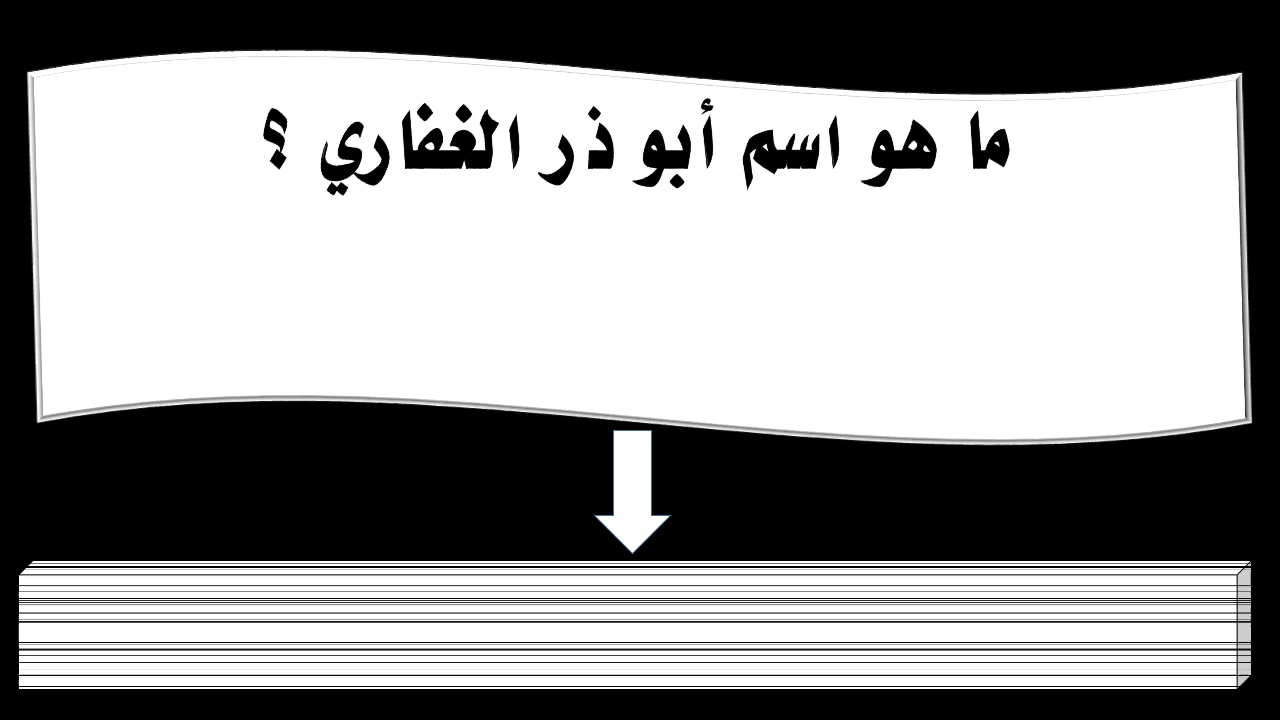 ما هو اسم أبو ذر الغفاري ؟